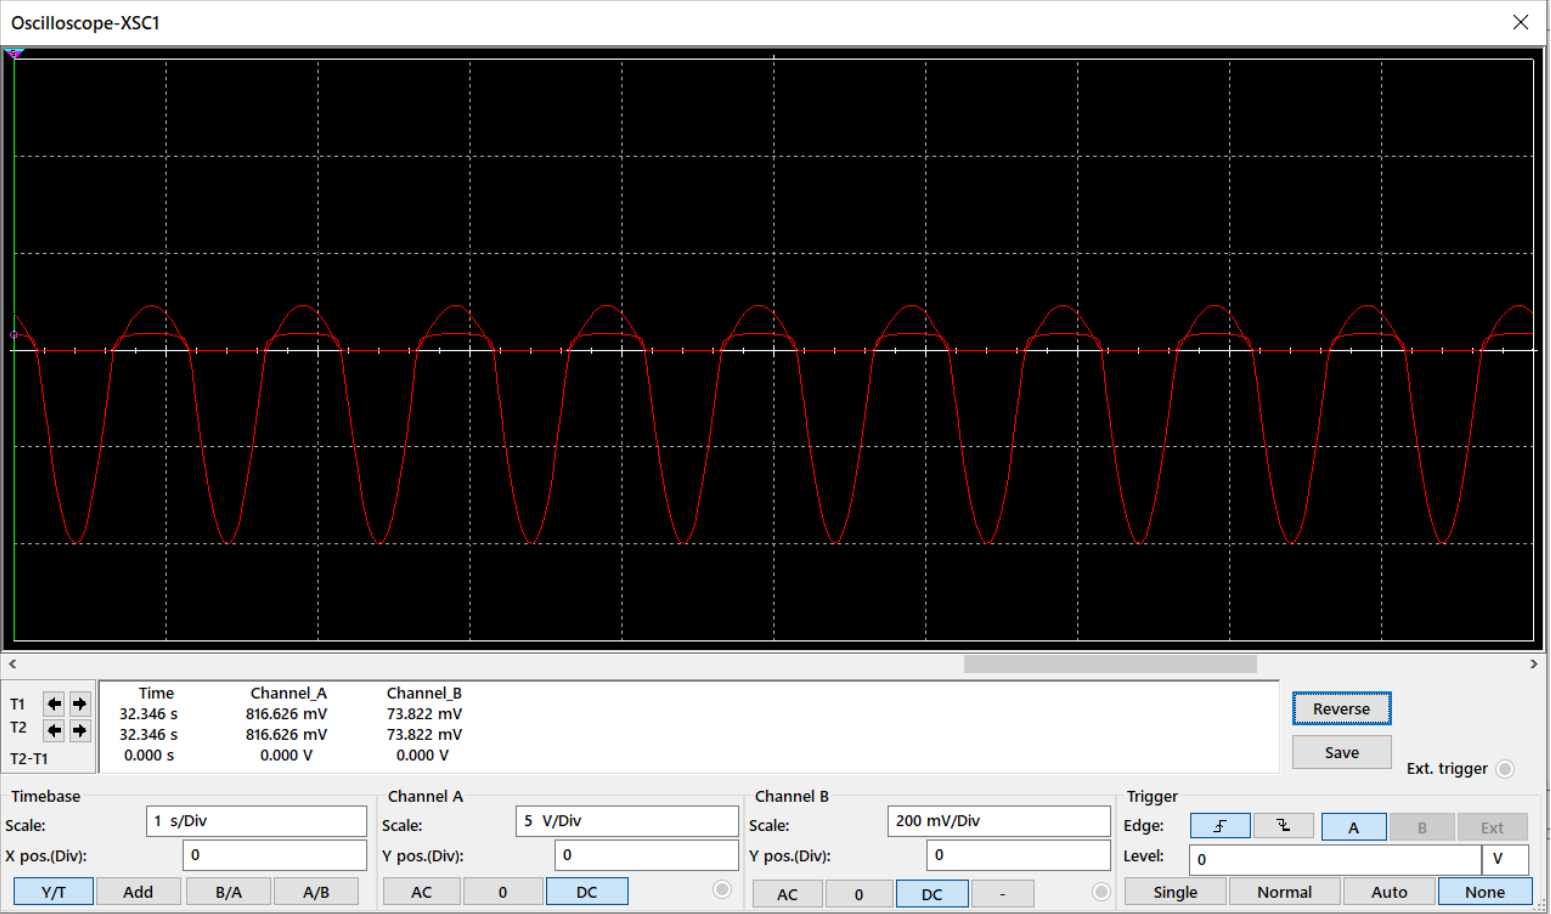 Oscilloscope-XSC1
Time Channel_A Channel_B
T1 32.346 s 816.626 mV 73.822 mV
T2 32.346 s 816.626 mV 73.822 mV
T2-T1 0.000 s 0.000 V 0.000 V
Reverse
Save
Ext. trigger
Timebase
Scale: 1 s/Div
X pos.(Div): 0
Y/T Add B/A A/B
Channel A
Scale: 5 V/Div
Y pos.(Div): 0
AC 0 DC
Channel B
Scale: 200 mV/Div
Y pos.(Div): 0
AC 0 DC -
Trigger
Edge: A B Ext
Level: 0 V
Single Normal Auto None